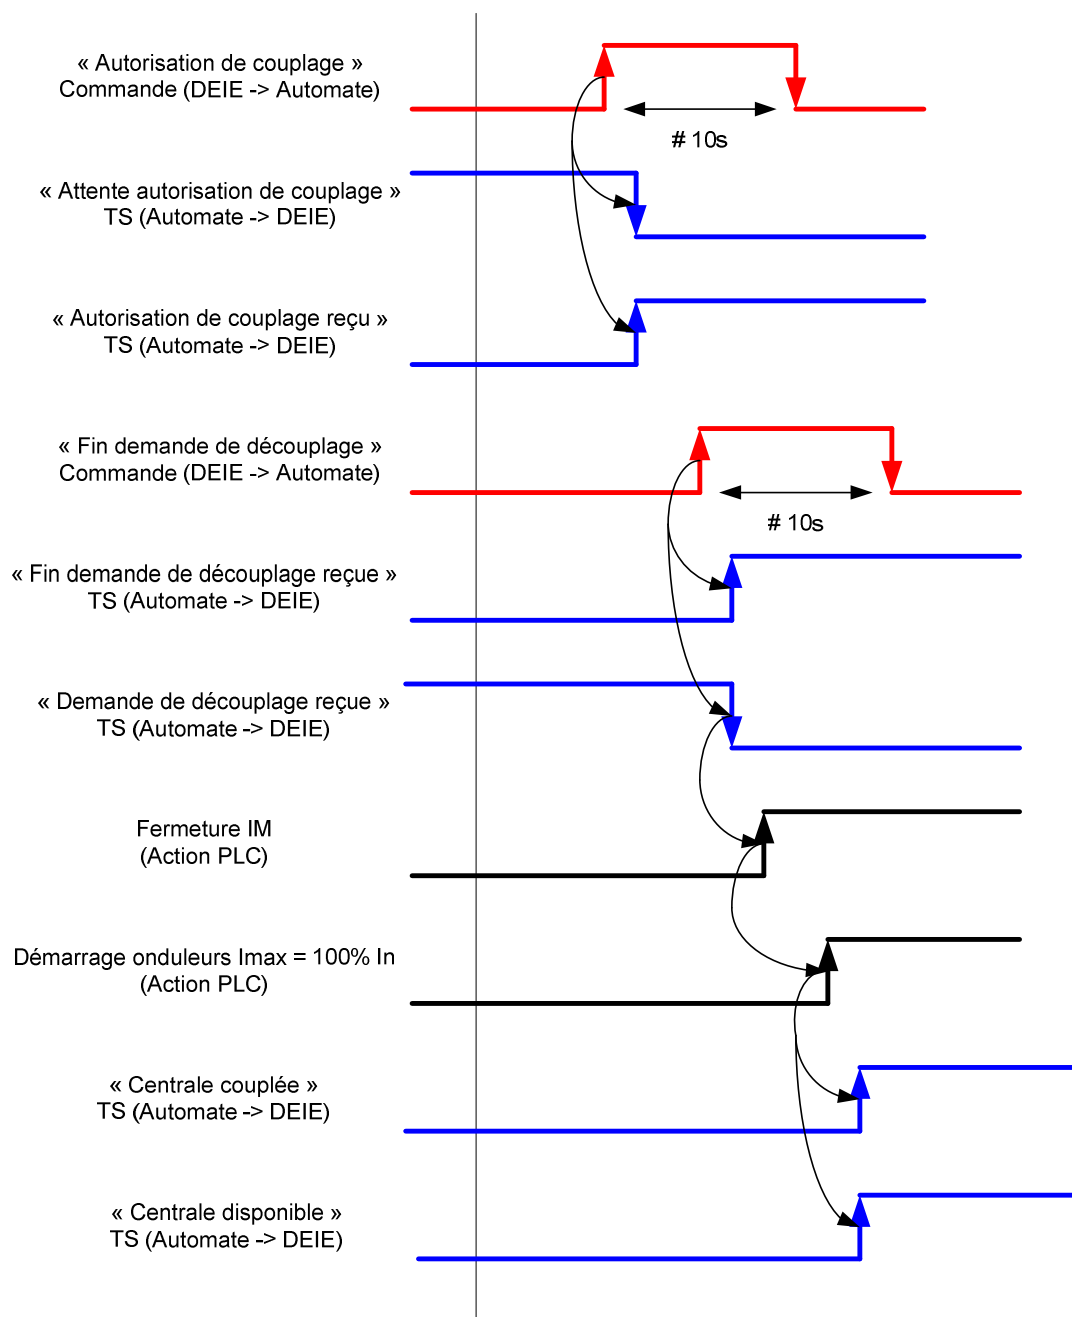 « Autorisation de couplage »
Commande (DEIE -> Automate)
# 10s
« Attente autorisation de couplage »
TS (Automate -> DEIE)
« Autorisation de couplage reçu »
TS (Automate -> DEIE)
« Fin demande de découplage »
Commande (DEIE -> Automate)
# 10s
« Fin demande de découplage reçue »
TS (Automate -> DEIE)
« Demande de découplage reçue »
TS (Automate -> DEIE)
Fermeture IM
(Action PLC)
Démarrage onduleurs Imax = 100% In
(Action PLC)
« Centrale couplée »
TS (Automate -> DEIE)
« Centrale disponible »
TS (Automate -> DEIE)